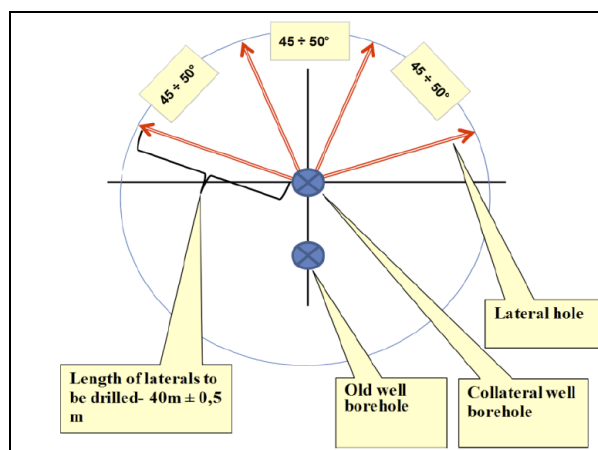 45 ÷ 50°
45 ÷ 50°
45 ÷ 50°
Lateral hole
Length of laterals to
be drilled- 40m ± 0,5
m
Old well
borehole
Collateral well
borehole